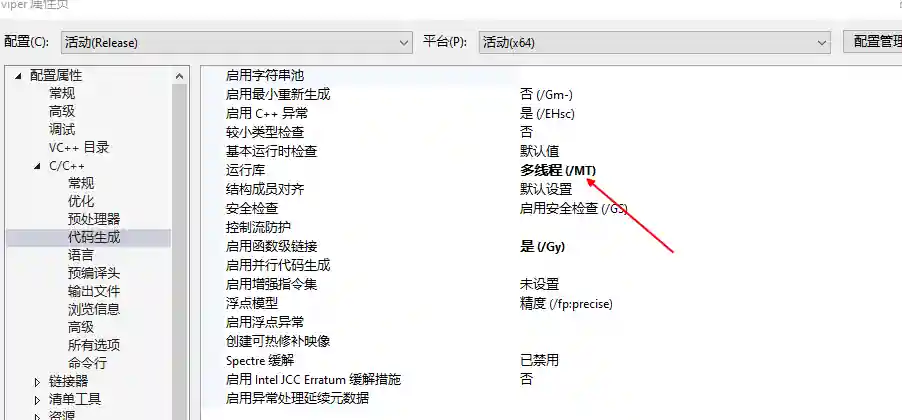 viper 属性页
配置(C): 活动(Release) 平台(P): 活动(x64) 配置管理
配置属性
常规
高级
调试
VC++ 目录
C/C++
常规
优化
预处理器
代码生成
语言
预编译头
输出文件
浏览信息
高级
所有选项
命令行
链接器
清单工具
资源
启用字符串池
启用最小重新生成 否 (/Gm-)
启用 C++ 异常 是 (/EHsc)
较小类型检查 否
基本运行时检查 默认值
运行库 多线程 (/MT)
结构成员对齐 默认设置
安全检查 启用安全检查 (/GS)
控制流防护
启用函数级链接 是 (/Gy)
启用并行代码生成
启用增强指令集 未设置
浮点模型 精度 (/fp:precise)
启用浮点异常
创建可热修补映像
Spectre 缓解 已禁用
启用 Intel JCC Erratum 缓解措施 否
启用异常处理延续元数据